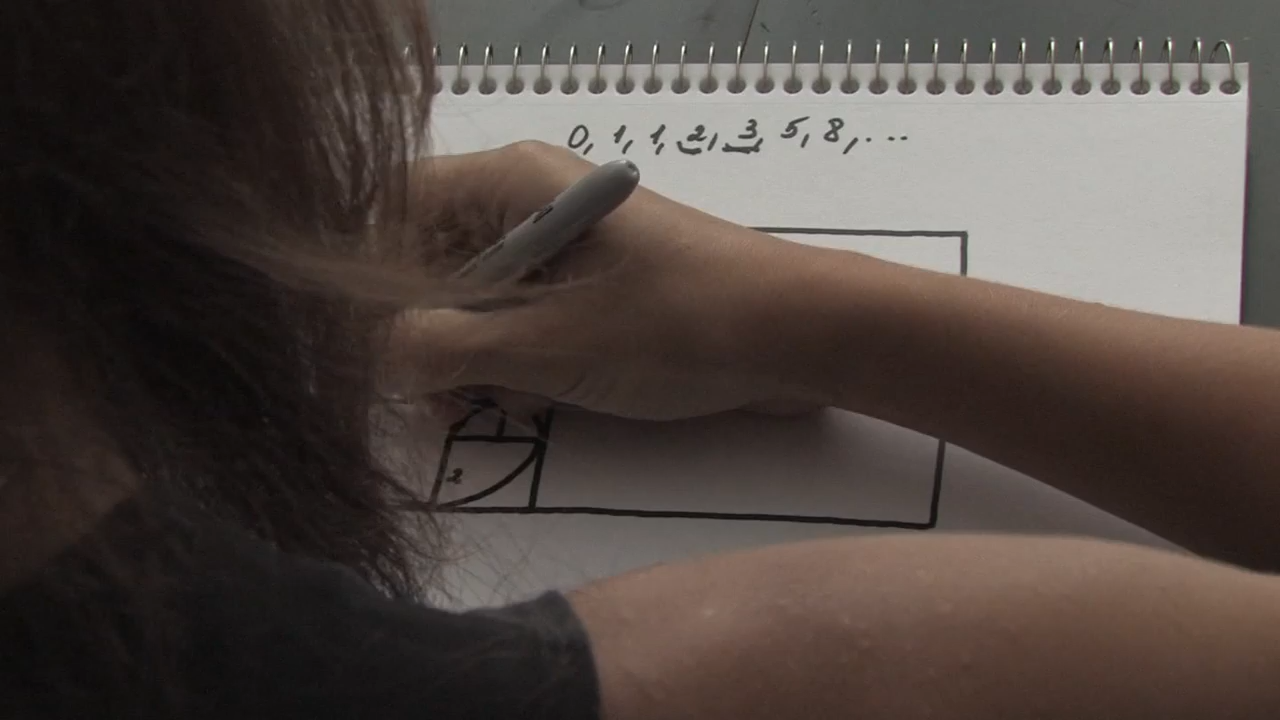 0, 1, 1, 2, 3, 5, 8, ...
2